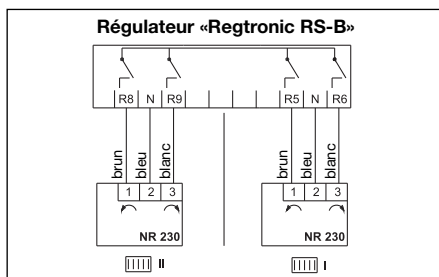 Régulateur «Regtronic RS-B»
R8 N R9 R5 N R6
brun bleu blanc brun bleu blanc
1 2 3 1 2 3
NR 230 NR 230
II I